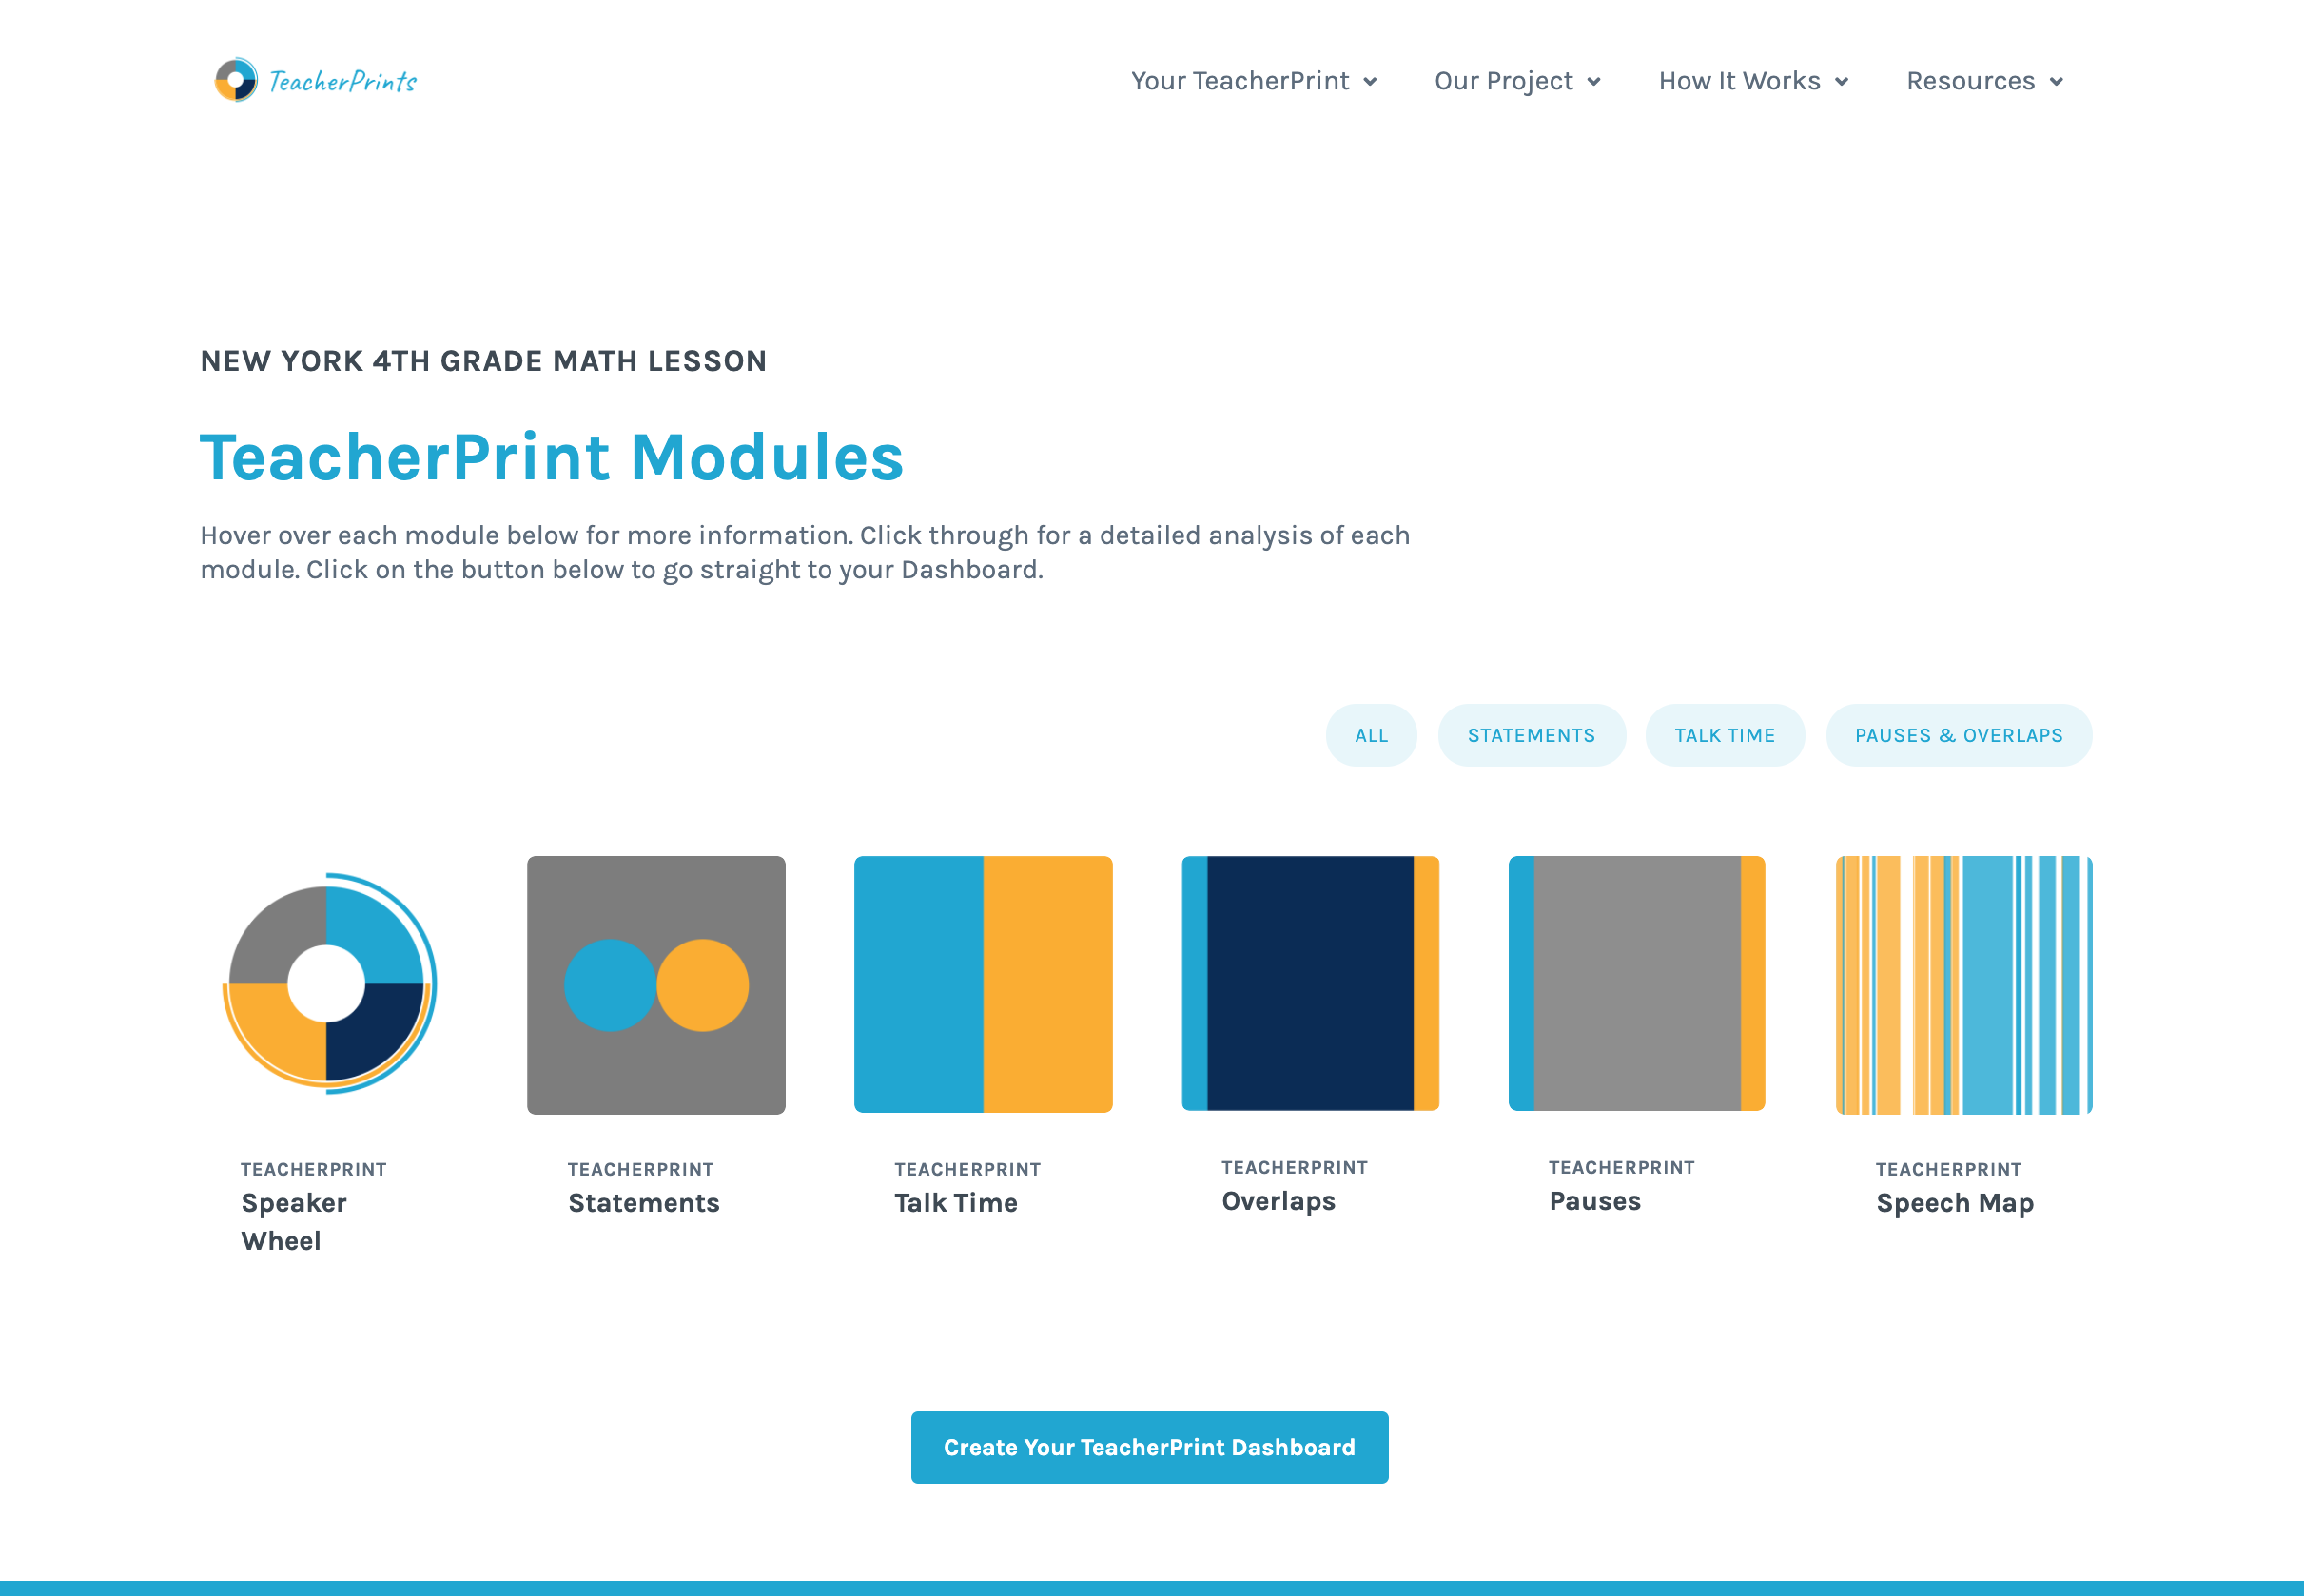 TeacherPrints
Your TeacherPrint
Our Project
How It Works
Resources
NEW YORK 4TH GRADE MATH LESSON
TeacherPrint Modules
Hover over each module below for more information. Click through for a detailed analysis of each
module. Click on the button below to go straight to your Dashboard.
ALL
STATEMENTS
TALK TIME
PAUSES & OVERLAPS
TEACHERPRINT
Speaker
Wheel
TEACHERPRINT
Statements
TEACHERPRINT
Talk Time
TEACHERPRINT
Overlaps
TEACHERPRINT
Pauses
TEACHERPRINT
Speech Map
Create Your TeacherPrint Dashboard